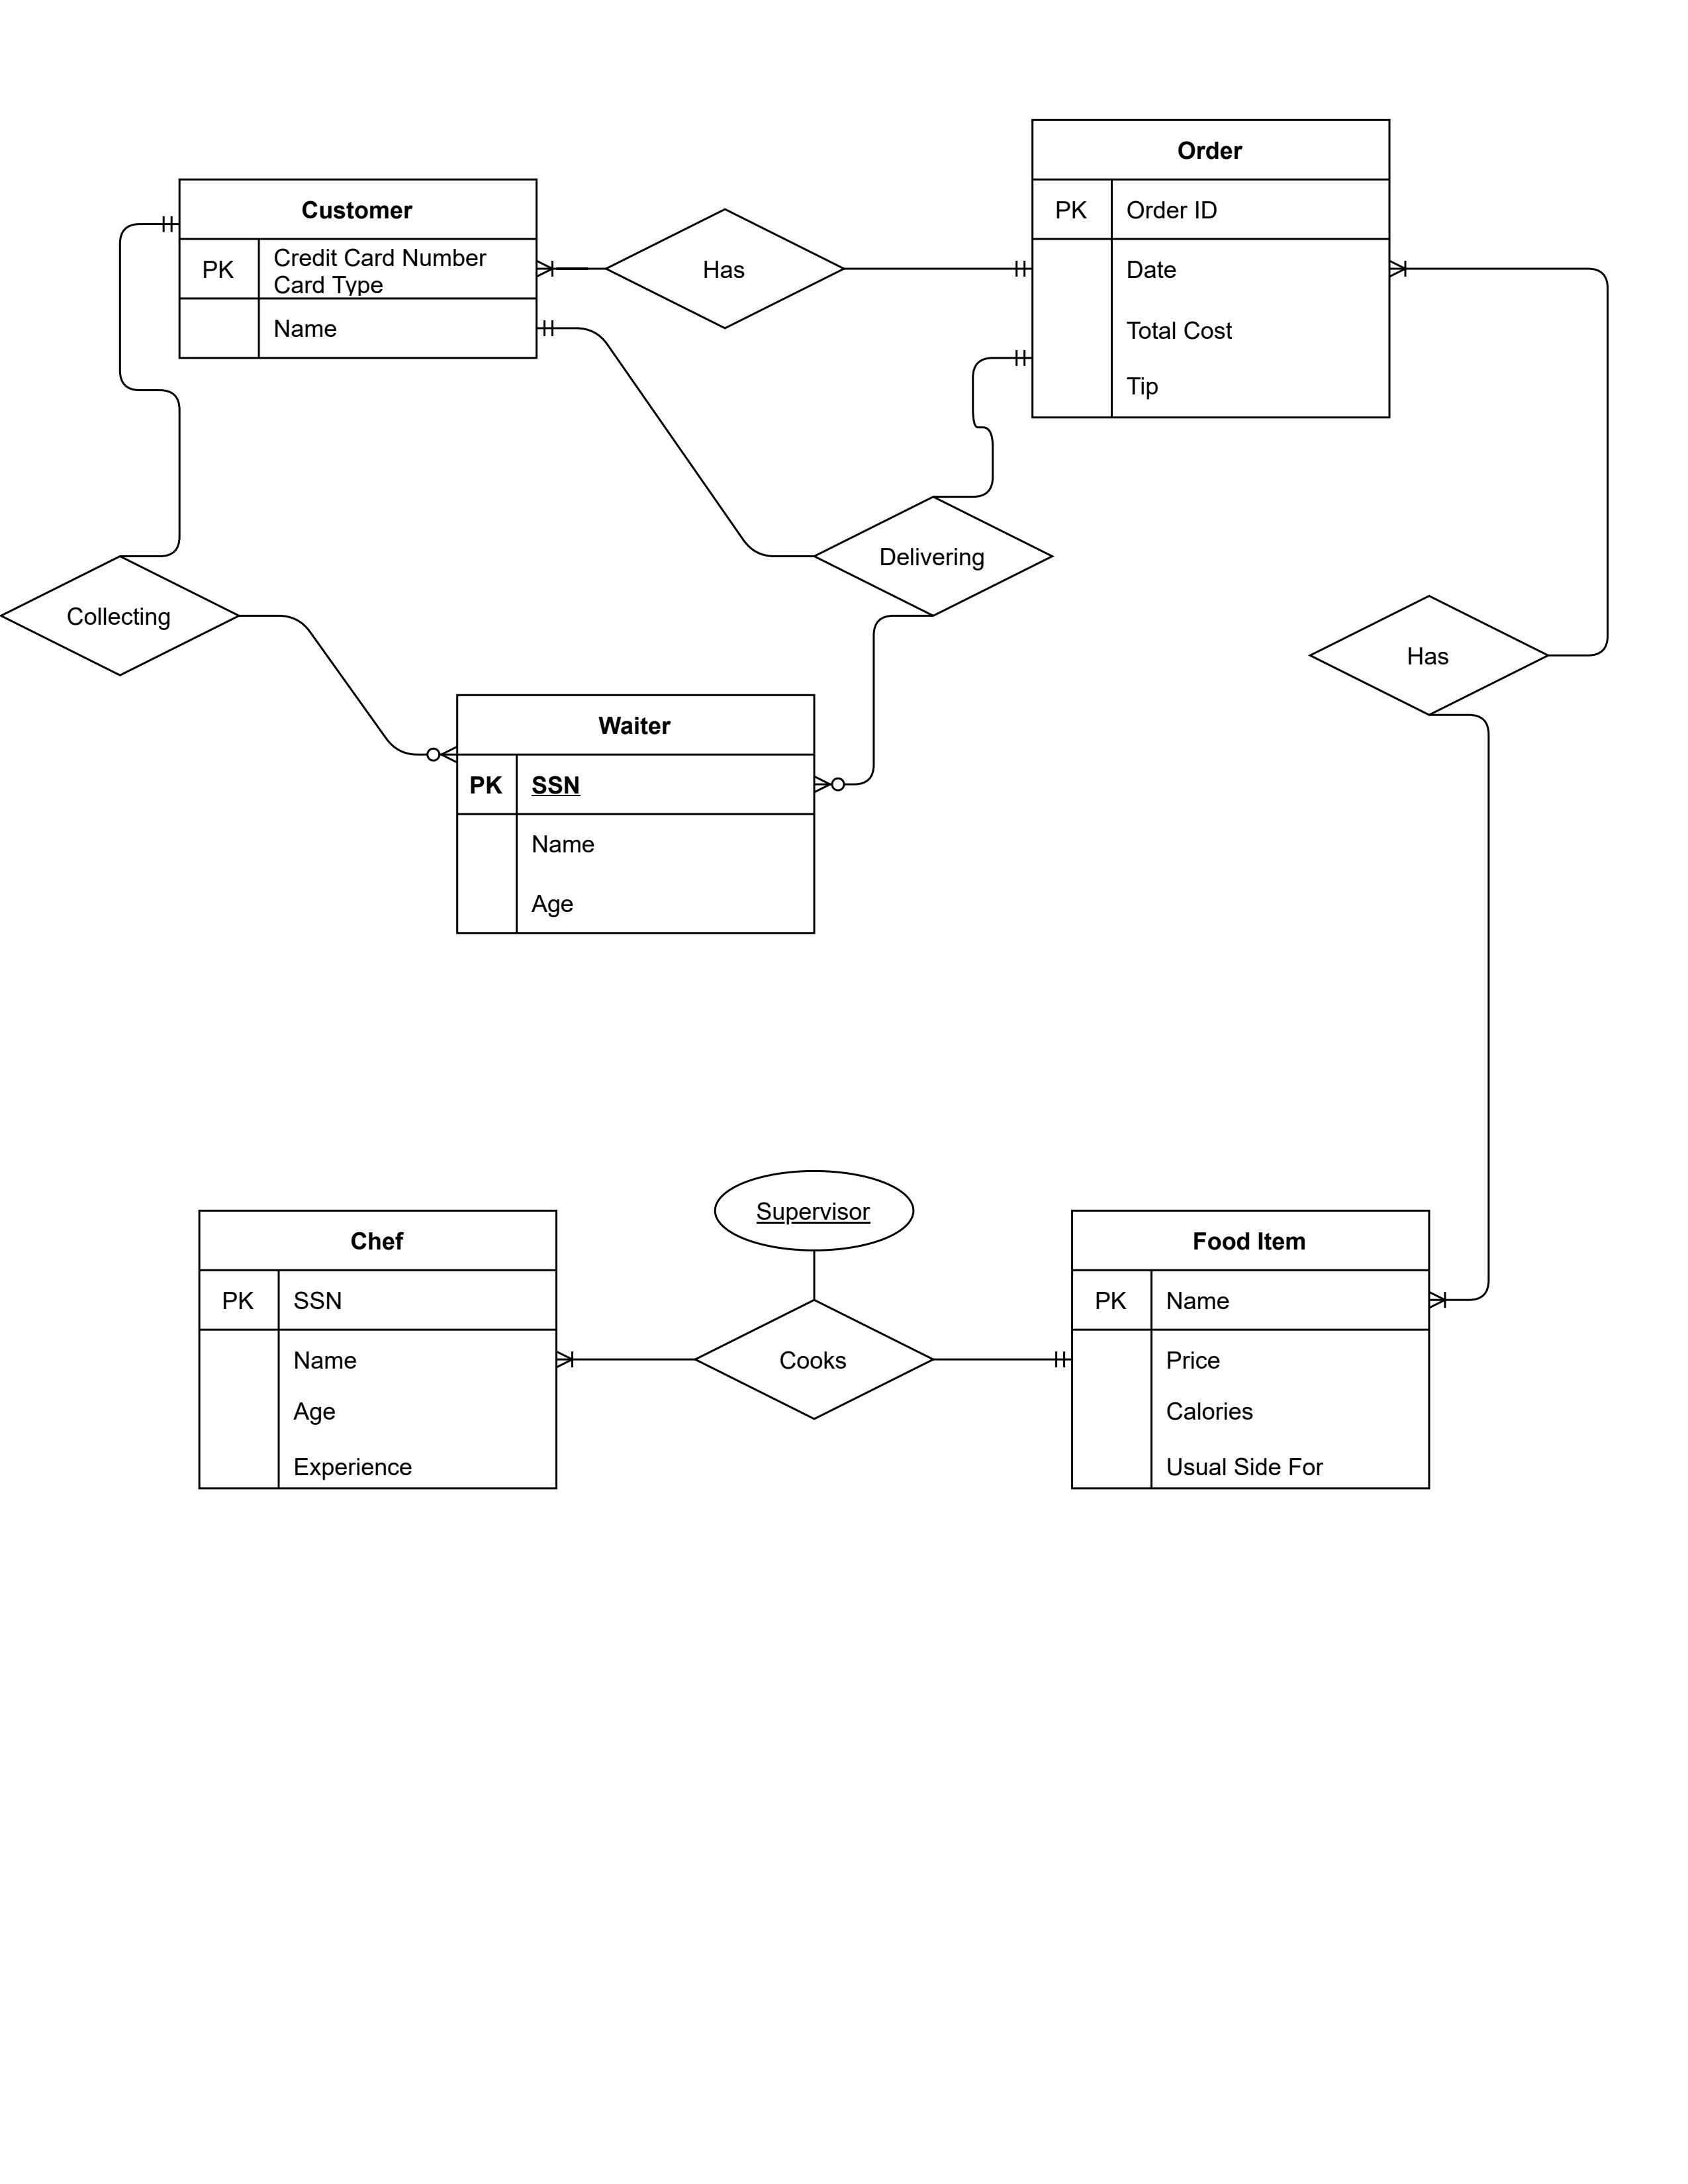 Order
PK
Order ID
Date
Total Cost
Tip
Customer
PK
Credit Card Number
Card Type
Name
Has
Delivering
Collecting
Has
Waiter
PK
SSN
Name
Age
Supervisor
Chef
PK
SSN
Name
Age
Experience
Cooks
Food Item
PK
Name
Price
Calories
Usual Side For